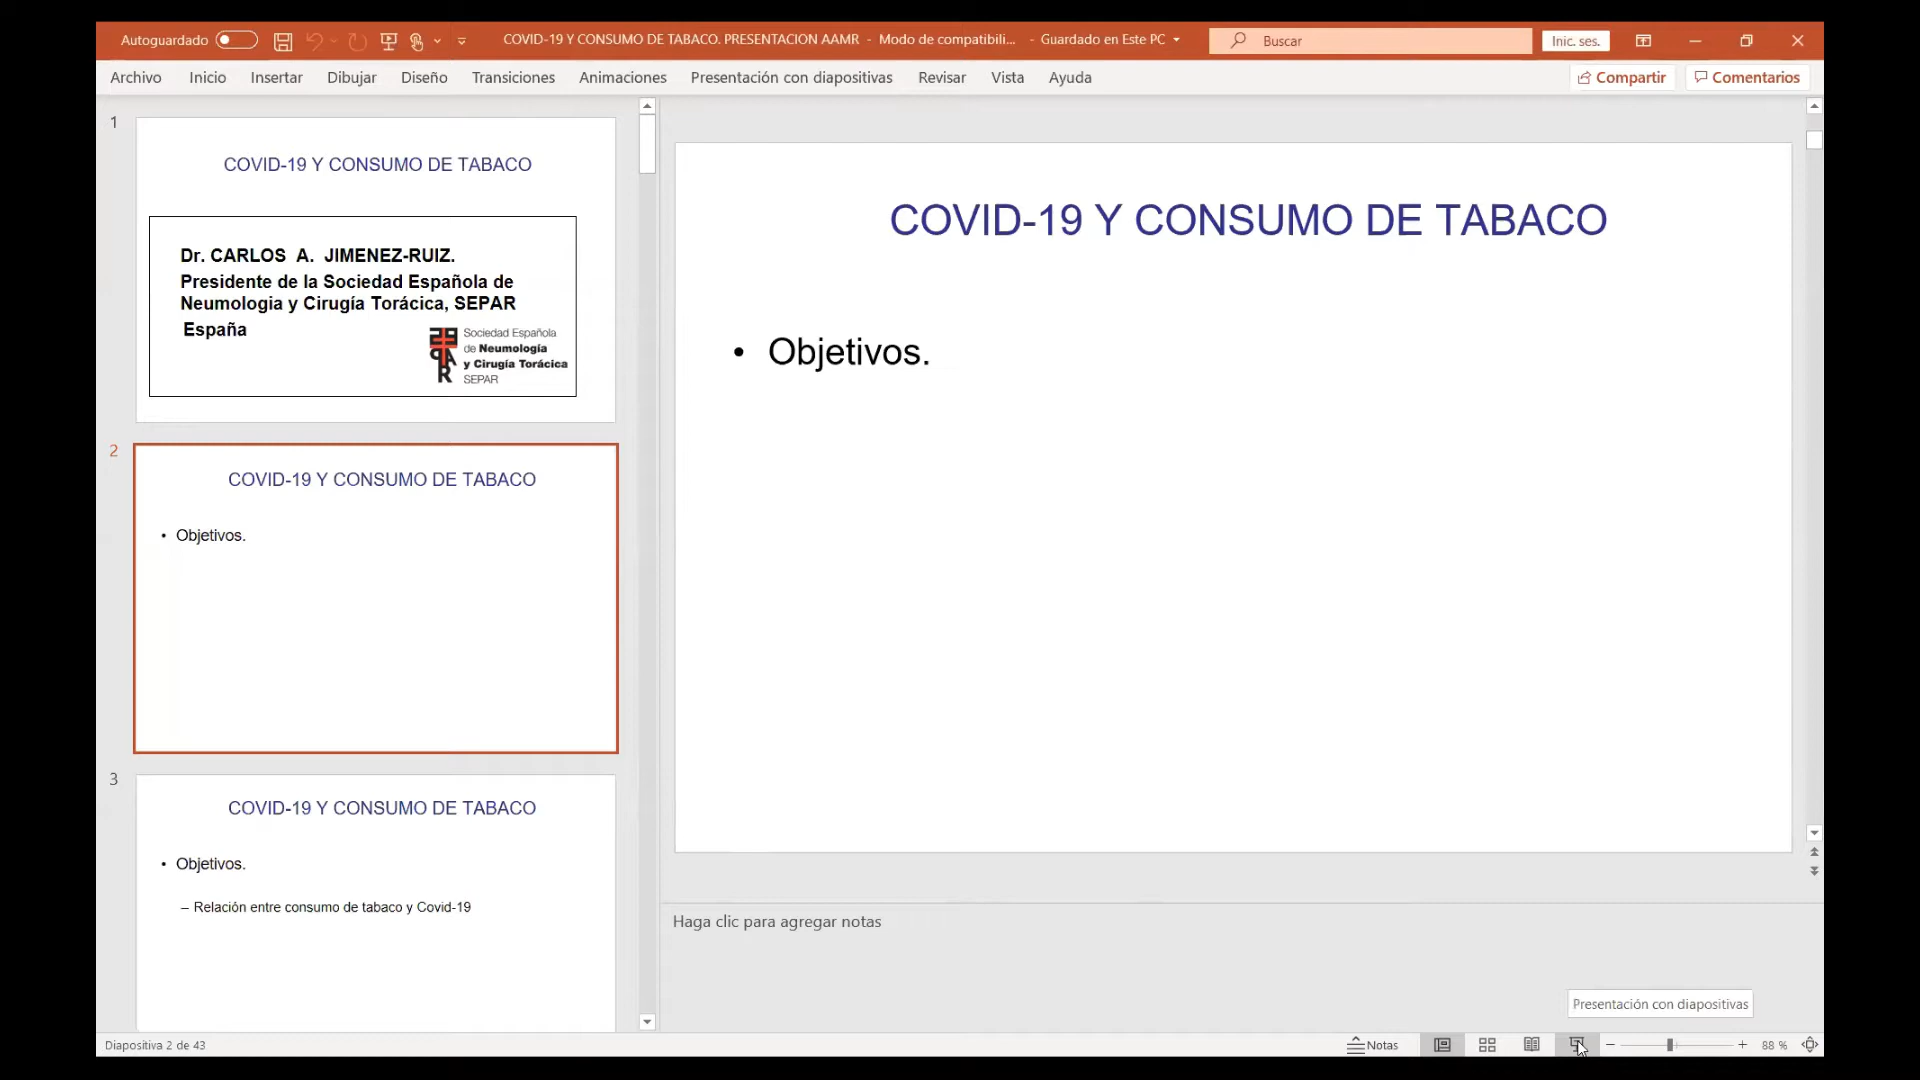 Autoguardado
COVID-19 Y CONSUMO DE TABACO. PRESENTACION AAMR - Modo de compatibili... - Guardado en Este PC
Buscar
Inic. ses.
Archivo Inicio Insertar Dibujar Diseño Transiciones Animaciones Presentación con diapositivas Revisar Vista Ayuda
Compartir
Comentarios
1
COVID-19 Y CONSUMO DE TABACO
Dr. CARLOS A. JIMENEZ-RUIZ.
Presidente de la Sociedad Española de
Neumologia y Cirugía Torácica, SEPAR
España
Sociedad Española
de Neumología
y Cirugía Torácica
SEPAR
2
COVID-19 Y CONSUMO DE TABACO
• Objetivos.
3
COVID-19 Y CONSUMO DE TABACO
• Objetivos.
– Relación entre consumo de tabaco y Covid-19
COVID-19 Y CONSUMO DE TABACO
• Objetivos.
Haga clic para agregar notas
Presentación con diapositivas
Diapositiva 2 de 43
Notas
88 %